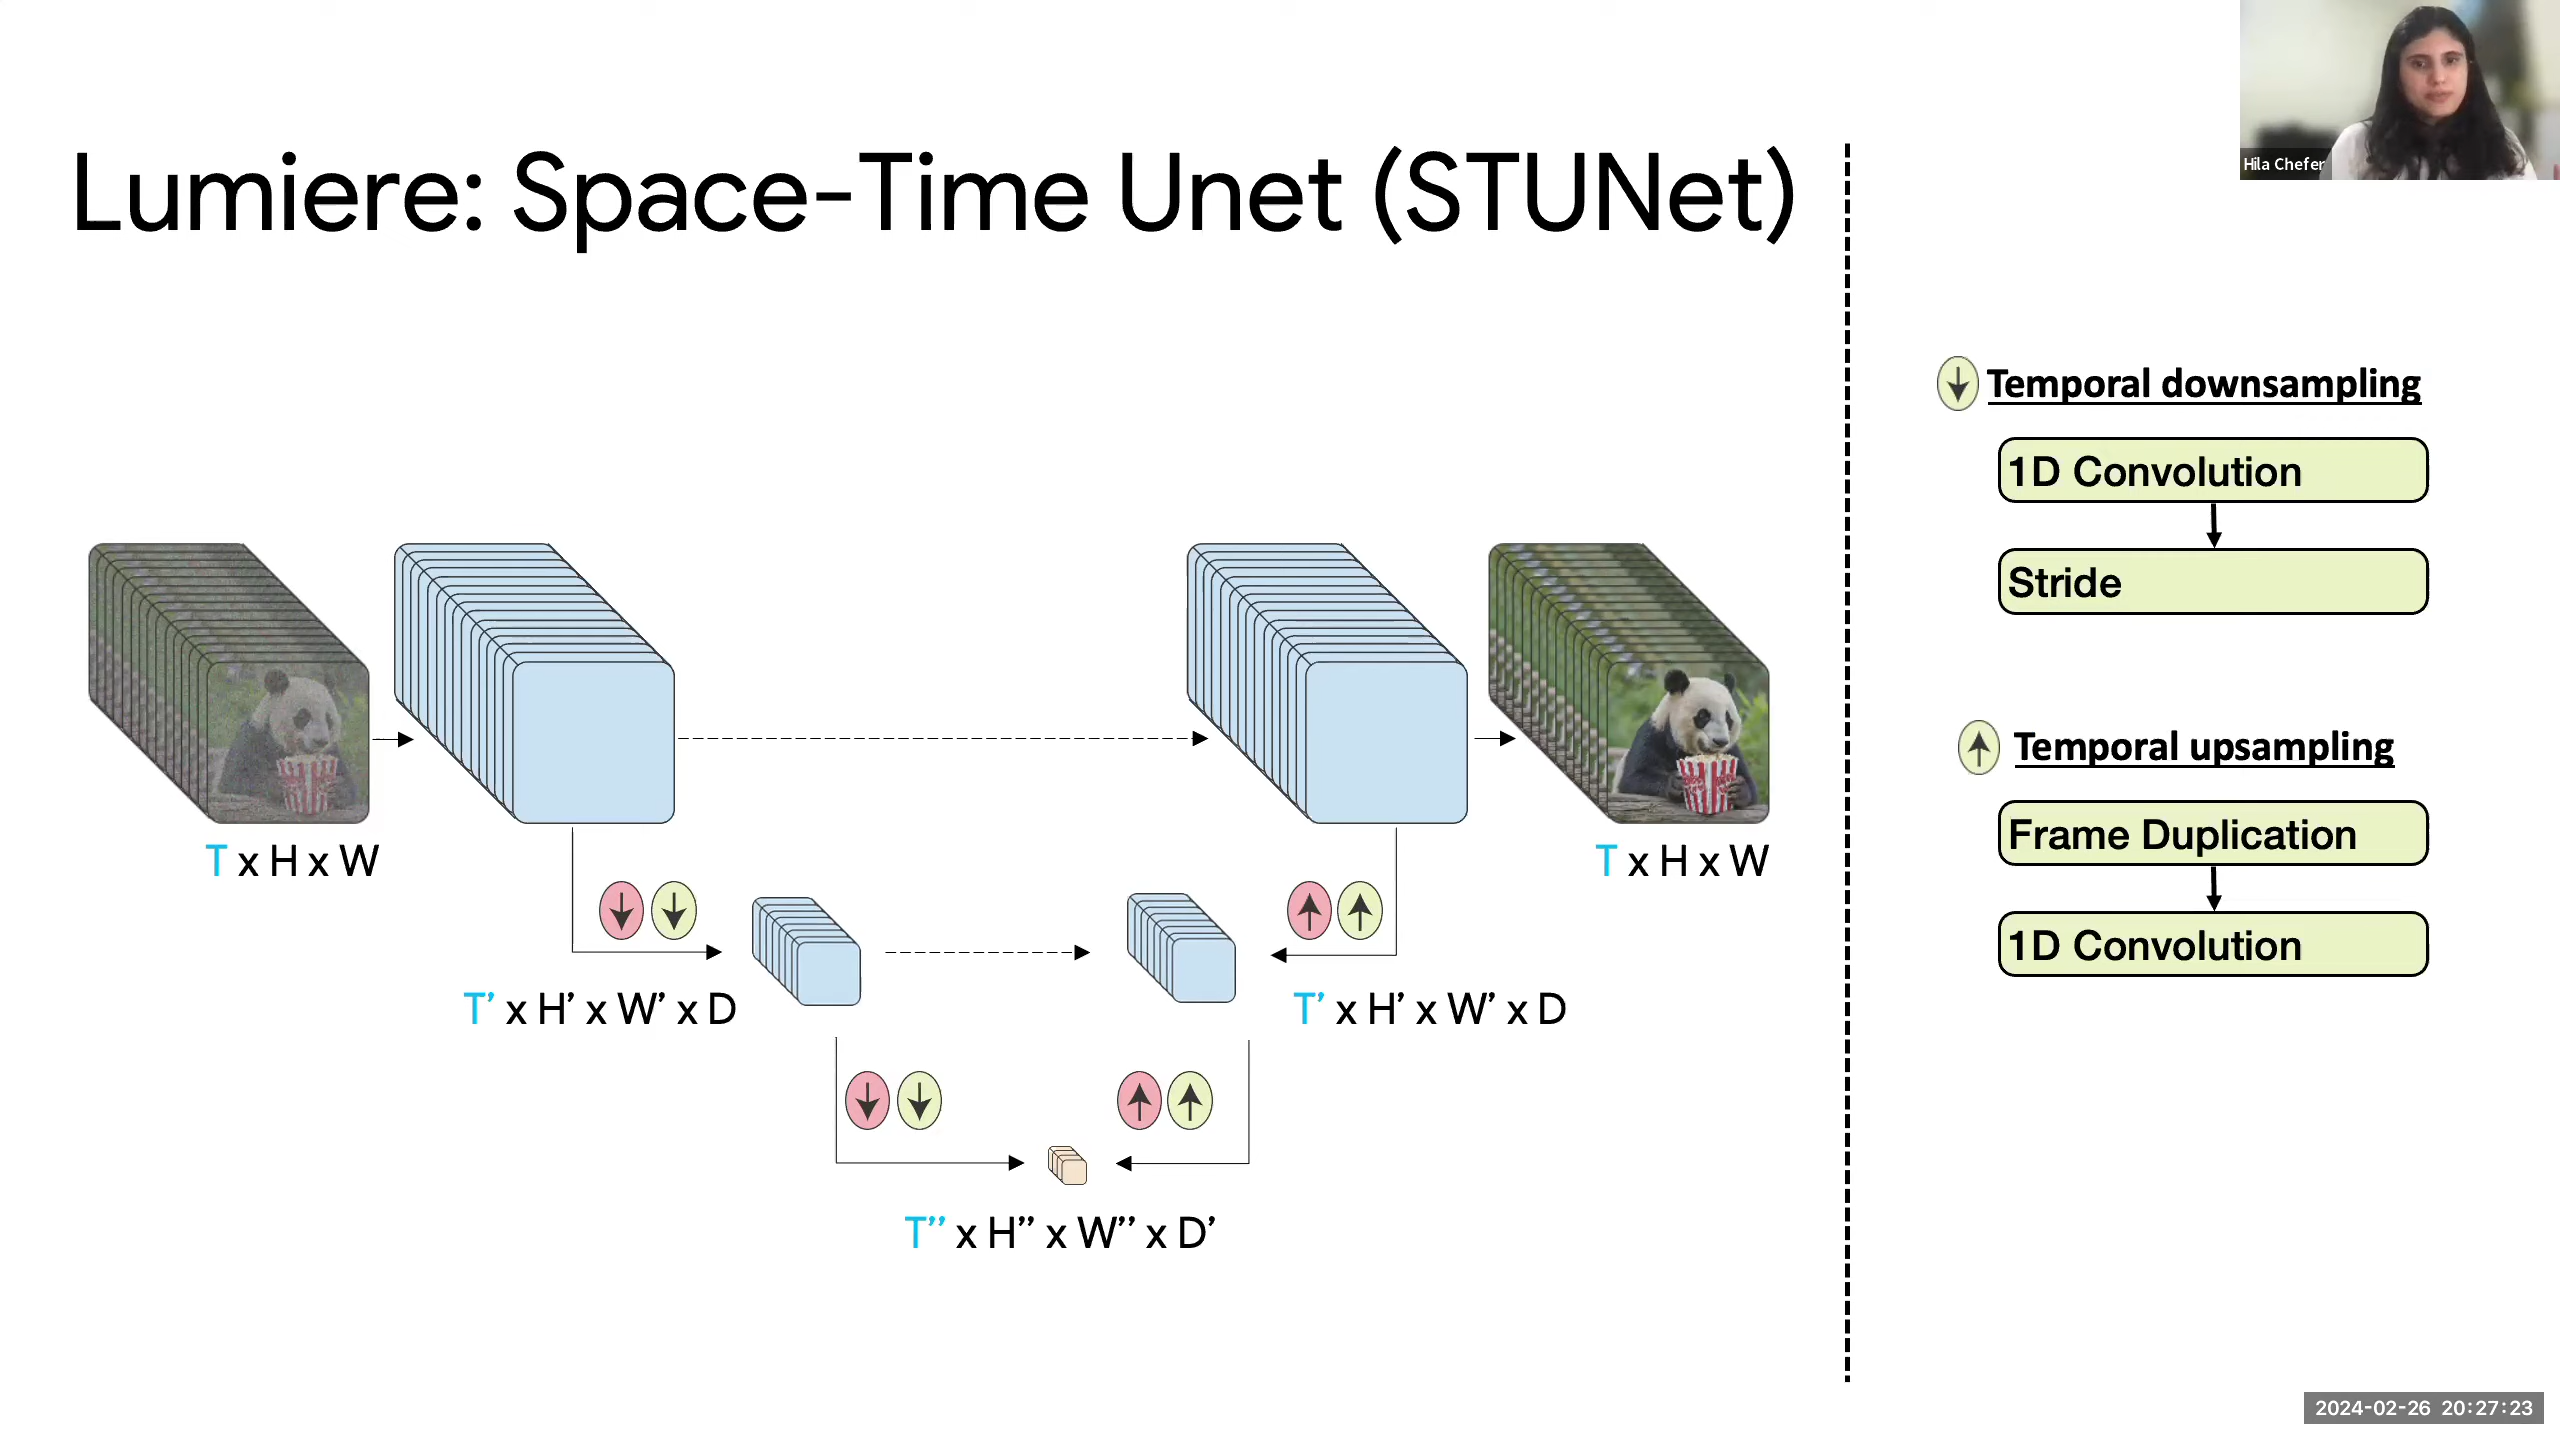 Hila Chefer
Lumiere: Space-Time Unet (STUNet)
T x H x W
T x H x W
T’ x H’ x W’ x D
T’ x H’ x W’ x D
T’’ x H’’ x W’’ x D’
Temporal downsampling
1D Convolution
Stride
Temporal upsampling
Frame Duplication
1D Convolution
2024-02-26 20:27:23